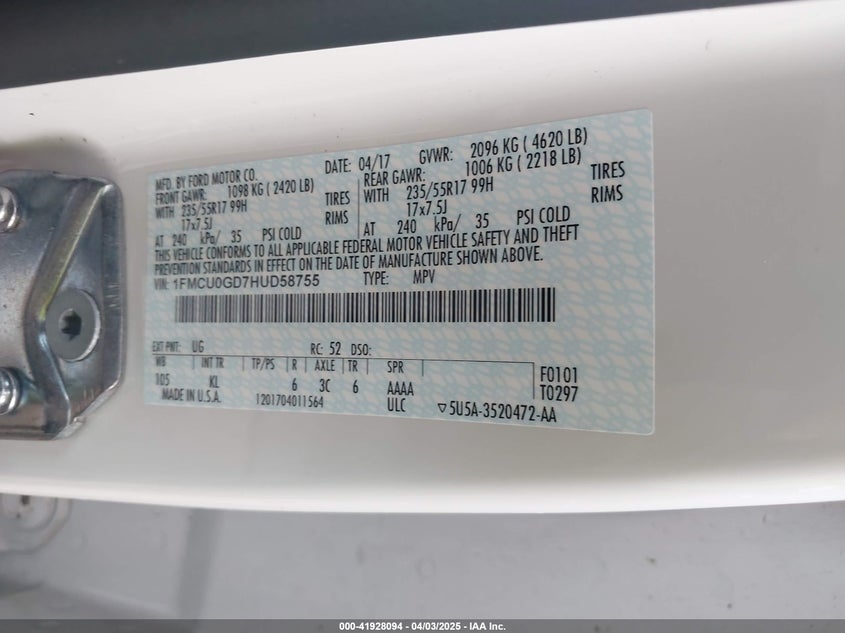 MFD. BY FORD MOTOR CO.
DATE: 04/17 GVWR: 2096 KG ( 4620 LB)
FRONT GAWR: 1098 KG ( 2420 LB)
REAR GAWR: 1006 KG ( 2218 LB)
WITH 235/55R17 99H TIRES
WITH 235/55R17 99H TIRES
17x7.5J RIMS
17x7.5J RIMS
AT 240 kPa/ 35 PSI COLD
AT 240 kPa/ 35 PSI COLD
THIS VEHICLE CONFORMS TO ALL APPLICABLE FEDERAL MOTOR VEHICLE SAFETY AND THEFT
PREVENTION STANDARDS IN EFFECT ON THE DATE OF MANUFACTURE SHOWN ABOVE.
VIN: 1FMCU0GD7HUD58755 TYPE: MPV
EXT PNT: UG RC: 52 DSO:
WB INT TR TP/PS R AXLE TR SPR
105 KL 6 3C 6 AAAA
F0101
T0297
MADE IN U.S.A. 1201704011564 ULC ▽5U5A-3520472-AA
000-41928094 - 04/03/2025 - IAA Inc.